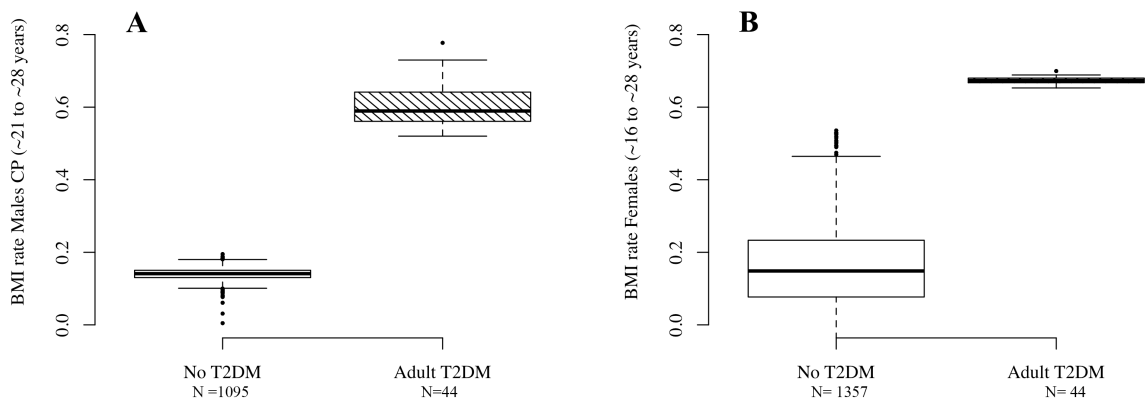 A
BMI rate Males CP (~21 to ~28 years)
0.8
0.6
0.4
0.2
0.0
No T2DM
N =1095
Adult T2DM
N=44
B
BMI rate Females (~16 to ~28 years)
0.8
0.6
0.4
0.2
0.0
No T2DM
N= 1357
Adult T2DM
N= 44